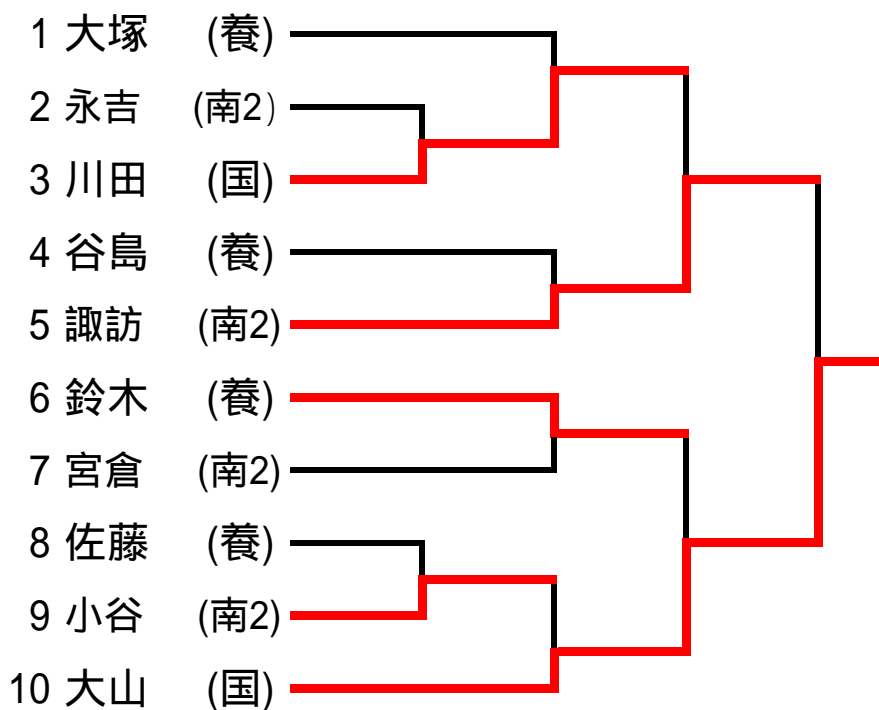 1 大塚 (養)
2 永吉 (南2)
3 川田 (国)
4 谷島 (養)
5 諏訪 (南2)
6 鈴木 (養)
7 宮倉 (南2)
8 佐藤 (養)
9 小谷 (南2)
10 大山 (国)